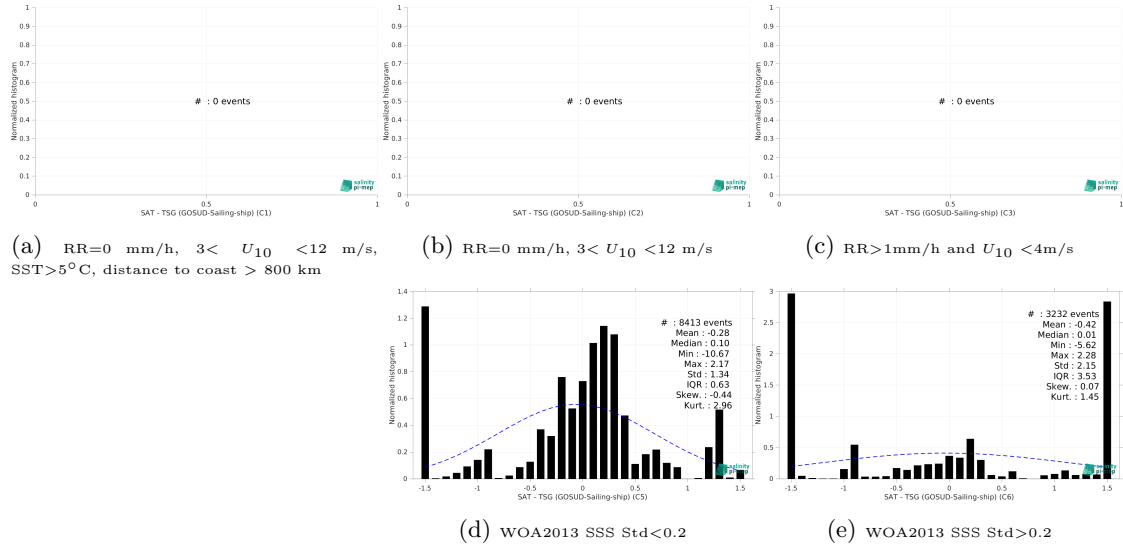 1
0.9
0.8
0.7
0.6
0.5
0.4
0.3
0.2
0.1
0
Normalized histogram
# : 0 events
salinity
pi-mep
0 0.5 1
SAT - TSG (GOSUD-Sailing-ship) (C1)
(a) RR=0 mm/h, 3< U10 <12 m/s,
SST>5°C, distance to coast > 800 km
1
0.9
0.8
0.7
0.6
0.5
0.4
0.3
0.2
0.1
0
Normalized histogram
# : 0 events
salinity
pi-mep
0 0.5 1
SAT - TSG (GOSUD-Sailing-ship) (C2)
(b) RR=0 mm/h, 3< U10 <12 m/s
1
0.9
0.8
0.7
0.6
0.5
0.4
0.3
0.2
0.1
0
Normalized histogram
# : 0 events
salinity
pi-mep
0 0.5 1
SAT - TSG (GOSUD-Sailing-ship) (C3)
(c) RR>1mm/h and U10 <4m/s
1.4
1.2
1
0.8
0.6
0.4
0.2
0
Normalized histogram
# : 8413 events
Mean : -0.28
Median : 0.10
Min : -10.67
Max : 2.17
Std : 1.34
IQR : 0.63
Skew. : -0.44
Kurt. : 2.96
salinity
pi-mep
-1.5 -1 -0.5 0 0.5 1 1.5
SAT - TSG (GOSUD-Sailing-ship) (C5)
(d) WOA2013 SSS Std<0.2
3
2.5
2
1.5
1
0.5
0
Normalized histogram
# : 3232 events
Mean : -0.42
Median : 0.01
Min : -5.62
Max : 2.28
Std : 2.15
IQR : 3.53
Skew. : 0.07
Kurt. : 1.45
salinity
pi-mep
-1.5 -1 -0.5 0 0.5 1 1.5
SAT - TSG (GOSUD-Sailing-ship) (C6)
(e) WOA2013 SSS Std>0.2